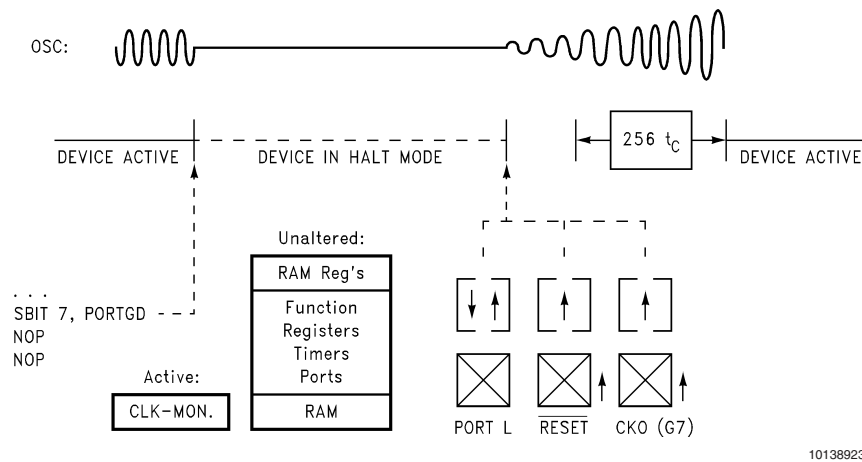 OSC:
256 tC
DEVICE ACTIVE
DEVICE IN HALT MODE
DEVICE ACTIVE
. . .
SBIT 7, PORTGD
NOP
NOP
Active:
CLK-MON.
Unaltered:
RAM Reg's
Function
Registers
Timers
Ports
RAM
PORT L
RESET
CKO (G7)
10138923